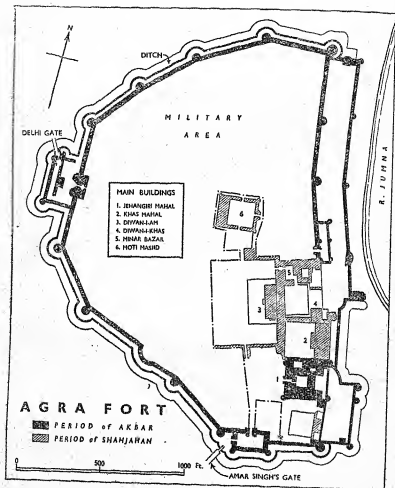 N
DITCH
MILITARY
AREA
DELHI GATE
R. JUMNA
MAIN BUILDINGS
1. JEHANGIRI MAHAL
2. KHAS MAHAL
3. DIWAN-I-AM
4. DIWAN-I-KHAS
5. MINAR BAZAR
6. MOTI MASJID
6
5
4
3
2
1
AGRA FORT
PERIOD of AKBAR
PERIOD of SHAHJAHAN
0 500 1000 Ft.
AMAR SINGH'S GATE